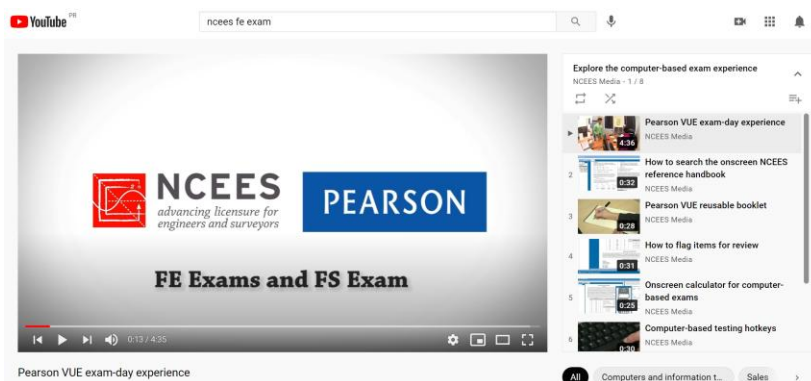 YouTube PR
ncees fe exam
NCEES
advancing licensure for
engineers and surveyors
PEARSON
FE Exams and FS Exam
0:13 / 4:35
Pearson VUE exam-day experience
Explore the computer-based exam experience
NCEES Media - 1 / 8
Pearson VUE exam-day experience
NCEES Media
4:36
2
How to search the onscreen NCEES
reference handbook
NCEES Media
0:32
3
Pearson VUE reusable booklet
NCEES Media
0:28
4
How to flag items for review
NCEES Media
0:31
5
Onscreen calculator for computer-
based exams
NCEES Media
0:25
6
Computer-based testing hotkeys
NCEES Media
0:30
All
Computers and information t...
Sales